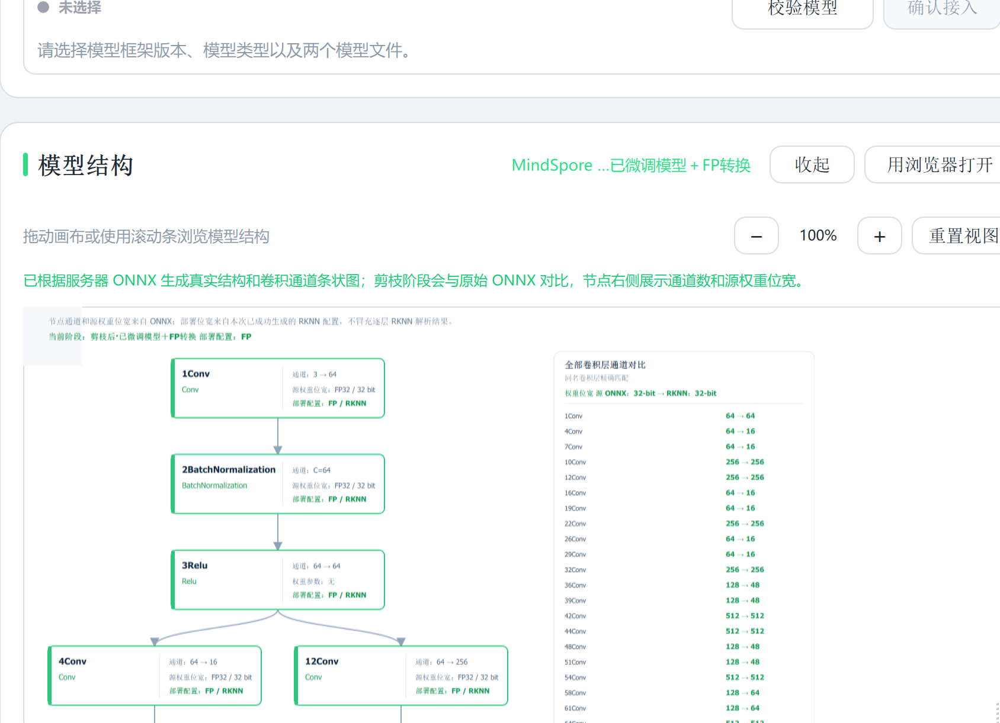 未选择
校验模型
确认接入
请选择模型框架版本、模型类型以及两个模型文件。
模型结构
MindSpore ...已微调模型＋FP转换
收起
用浏览器打开
拖动画布或使用滚动条浏览模型结构
−
100%
+
重置视图
已根据服务器 ONNX 生成真实结构和卷积通道条状图；剪枝阶段会与原始 ONNX 对比，节点右侧展示通道数和源权重位宽。
节点通道和源权重位宽来自 ONNX；部署位宽来自本次已成功生成的 RKNN 配置，不冒充逐层 RKNN 解析结果。
当前阶段：剪枝后·已微调模型＋FP转换 部署配置：FP
1Conv
Conv
通道：3 → 64
源权重位宽：FP32 / 32 bit
部署配置：FP / RKNN
2BatchNormalization
BatchNormalization
通道：C=64
源权重位宽：FP32 / 32 bit
部署配置：FP / RKNN
3Relu
Relu
通道：64 → 64
权重参数：无
部署配置：FP / RKNN
4Conv
Conv
通道：64 → 16
源权重位宽：FP32 / 32 bit
部署配置：FP / RKNN
12Conv
Conv
通道：64 → 256
源权重位宽：FP32 / 32 bit
部署配置：FP / RKNN
全部卷积层通道对比
同名卷积层精确匹配
权重位宽 源 ONNX：32-bit → RKNN：32-bit
1Conv 64 → 64
4Conv 64 → 16
7Conv 64 → 16
10Conv 256 → 256
12Conv 256 → 256
16Conv 64 → 16
19Conv 64 → 16
22Conv 256 → 256
26Conv 64 → 16
29Conv 64 → 16
32Conv 256 → 256
36Conv 128 → 48
39Conv 128 → 48
42Conv 512 → 512
44Conv 512 → 512
48Conv 128 → 48
51Conv 128 → 48
54Conv 512 → 512
58Conv 128 → 64
61Conv 128 → 64
64Conv 512 → 512